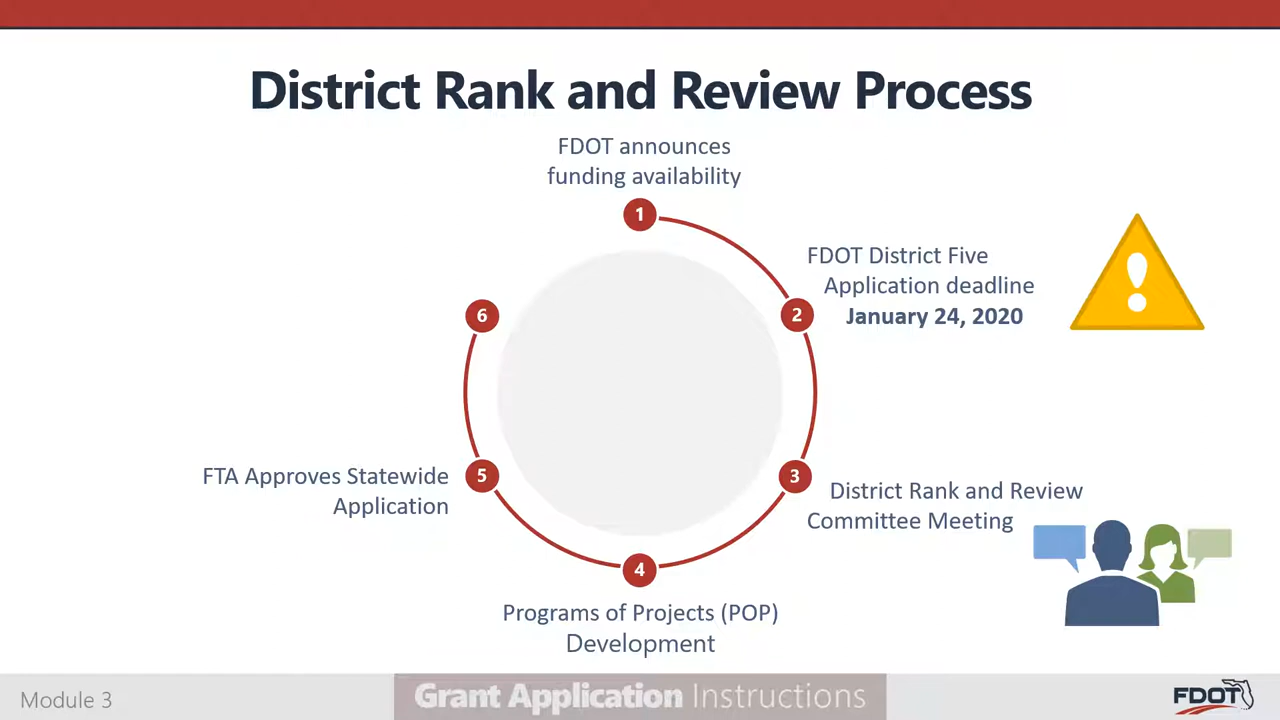 District Rank and Review Process
FDOT announces
funding availability
1
FDOT District Five
Application deadline
January 24, 2020
2
3
District Rank and Review
Committee Meeting
4
Programs of Projects (POP)
Development
5
FTA Approves Statewide
Application
6
Module 3
Grant Application Instructions
FDOT